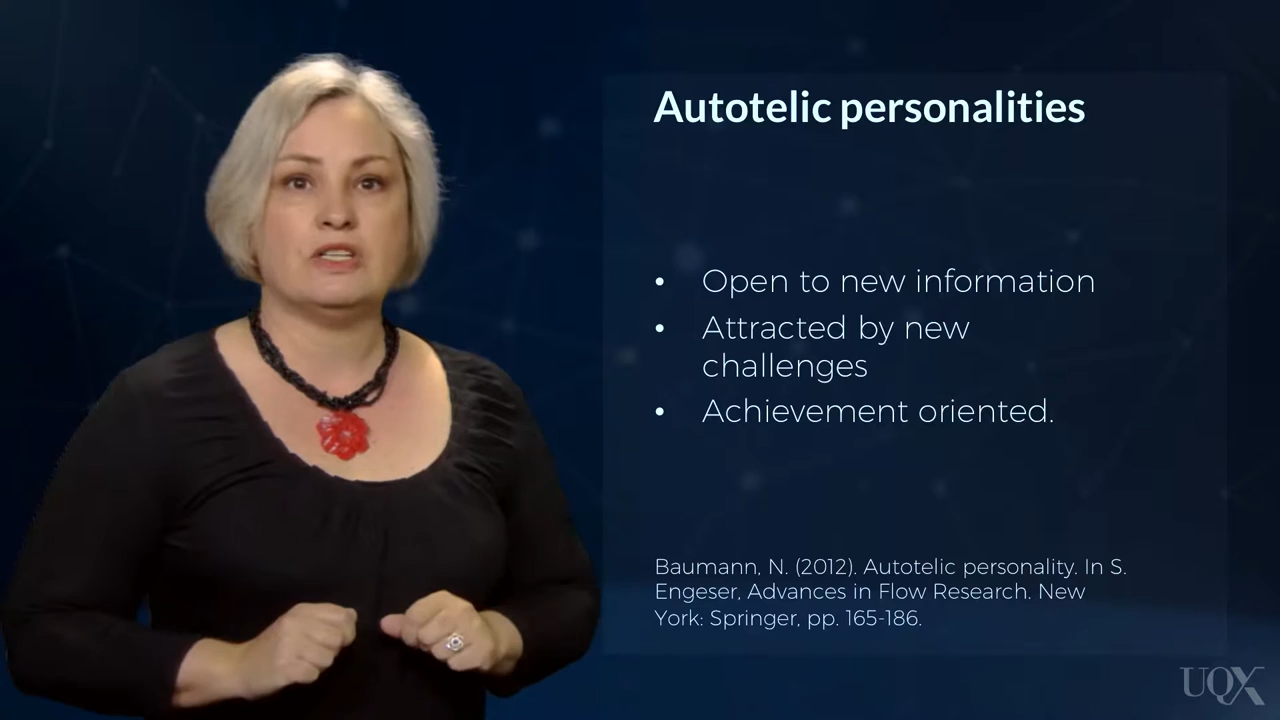 Autotelic personalities
• Open to new information
• Attracted by new
challenges
• Achievement oriented.
Baumann, N. (2012). Autotelic personality. In S.
Engeser, Advances in Flow Research. New
York: Springer, pp. 165-186.
UQX